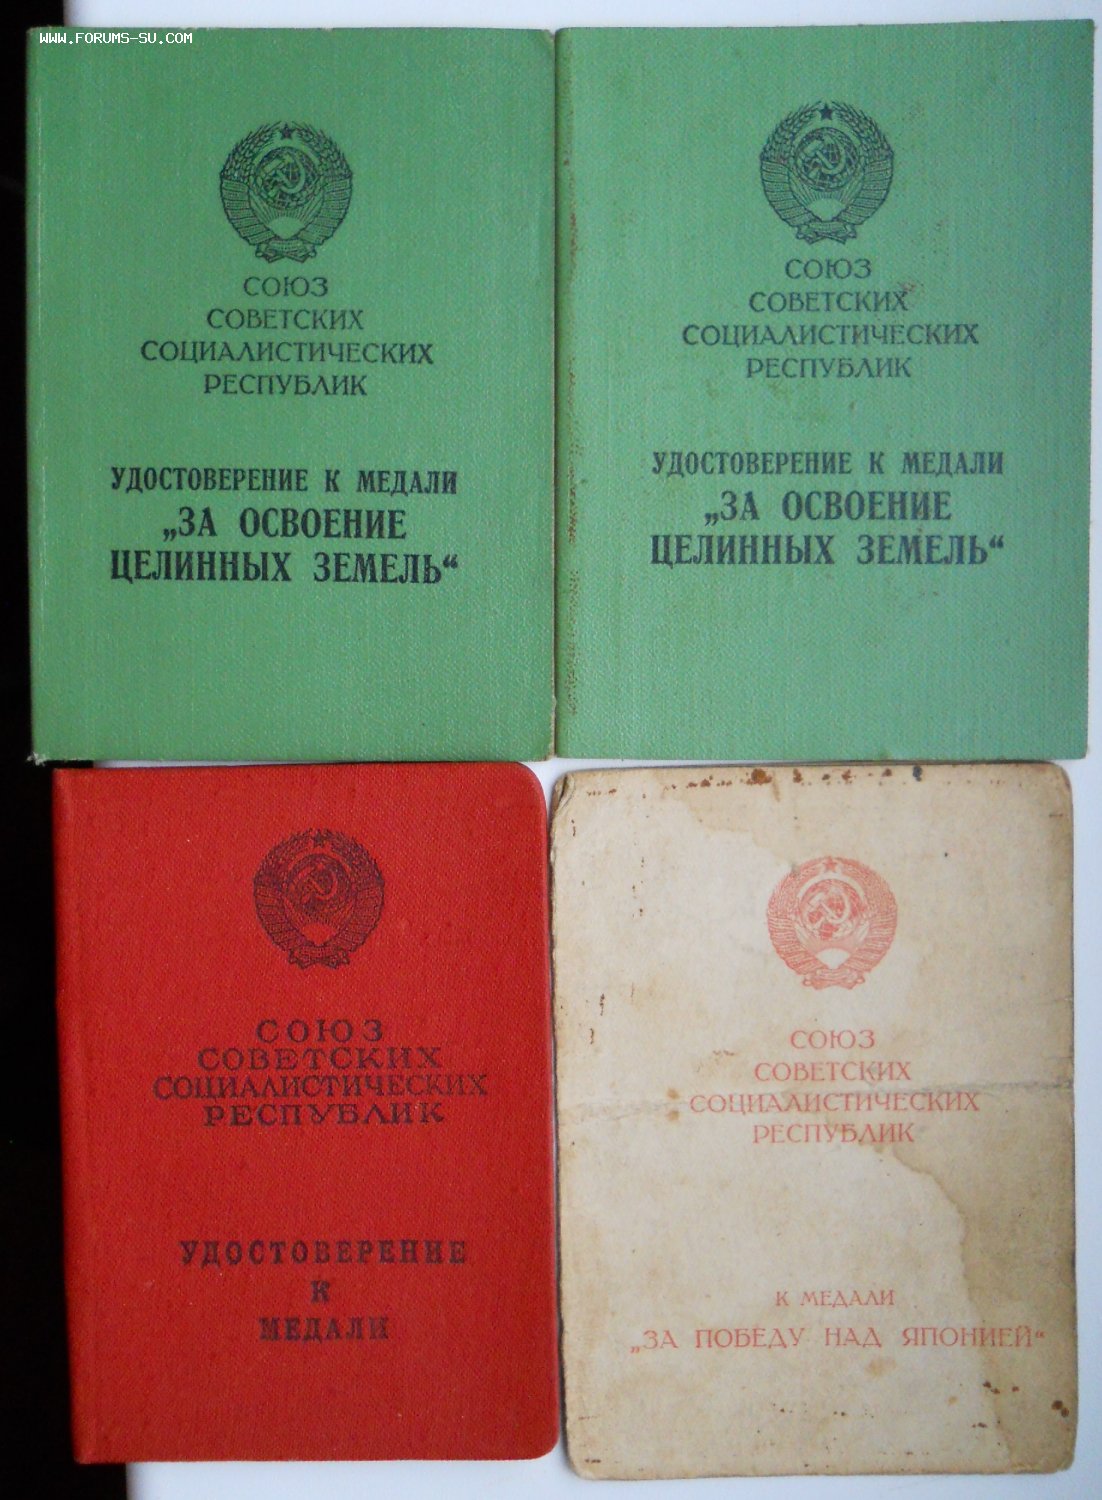 WWW.FORUMS-SU.COM
СОЮЗ
СОВЕТСКИХ
СОЦИАЛИСТИЧЕСКИХ
РЕСПУБЛИК
УДОСТОВЕРЕНИЕ К МЕДАЛИ
„ЗА ОСВОЕНИЕ
ЦЕЛИННЫХ ЗЕМЕЛЬ“
СОЮЗ
СОВЕТСКИХ
СОЦИАЛИСТИЧЕСКИХ
РЕСПУБЛИК
УДОСТОВЕРЕНИЕ К МЕДАЛИ
„ЗА ОСВОЕНИЕ
ЦЕЛИННЫХ ЗЕМЕЛЬ“
СОЮЗ
СОВЕТСКИХ
СОЦИАЛИСТИЧЕСКИХ
РЕСПУБЛИК
УДОСТОВЕРЕНИЕ
К
МЕДАЛИ
СОЮЗ
СОВЕТСКИХ
СОЦИАЛИСТИЧЕСКИХ
РЕСПУБЛИК
К МЕДАЛИ
„ЗА ПОБЕДУ НАД ЯПОНИЕЙ“